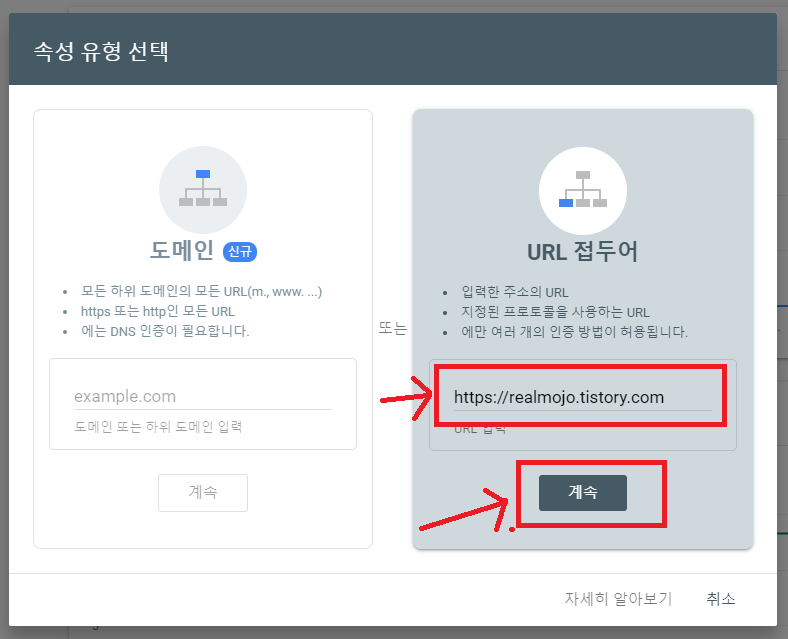 속성 유형 선택
도메인 신규
모든 하위 도메인의 모든 URL(m., www. ...)
https 또는 http인 모든 URL
에는 DNS 인증이 필요합니다.
example.com
도메인 또는 하위 도메인 입력
계속
또는
URL 접두어
입력한 주소의 URL
지정된 프로토콜을 사용하는 URL
에만 여러 개의 인증 방법이 허용됩니다.
https://realmojo.tistory.com
URL 입력
계속
자세히 알아보기
취소